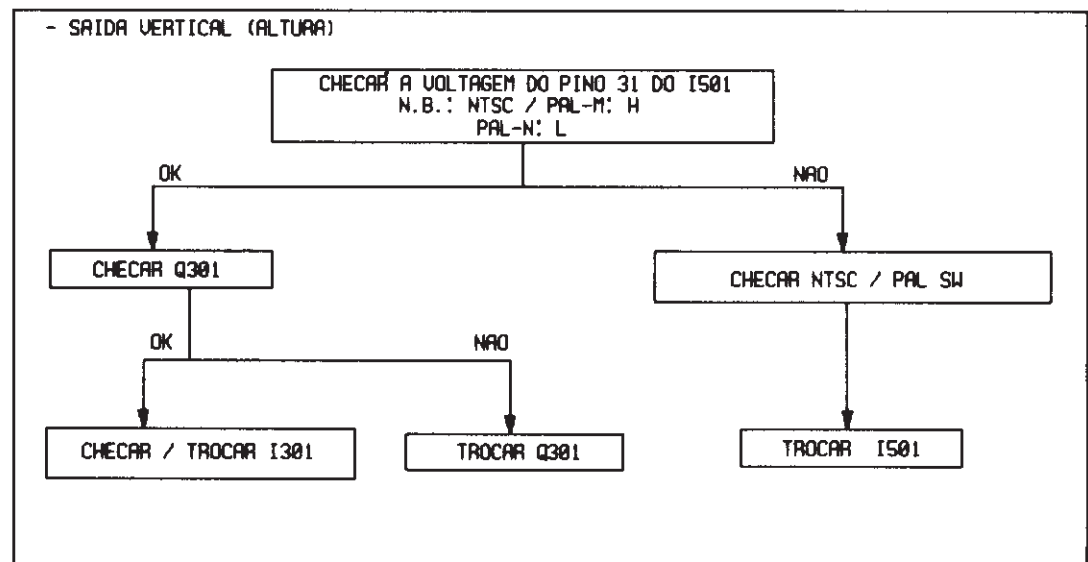 - SAIDA VERTICAL (ALTURA)
CHECAR A VOLTAGEM DO PINO 31 DO I501
N.B.: NTSC / PAL-M: H
PAL-N: L
OK
NAO
CHECAR Q301
CHECAR NTSC / PAL SW
OK
NAO
CHECAR / TROCAR I301
TROCAR Q301
TROCAR I501